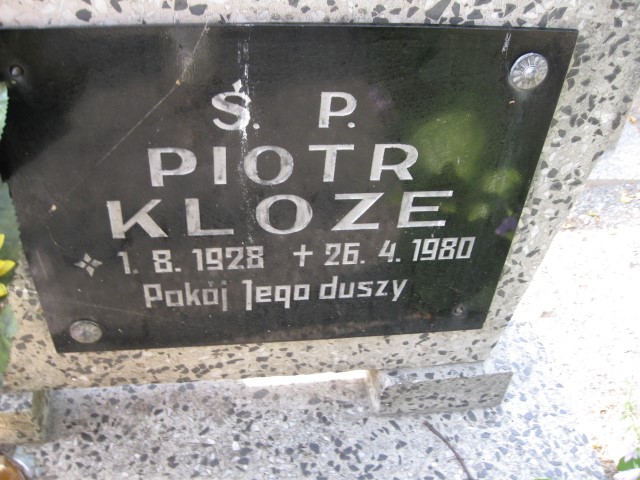 Ś. P.
PIOTR
KLOZE
1. 8. 1928 + 26. 4. 1980
Pokój Jego duszy